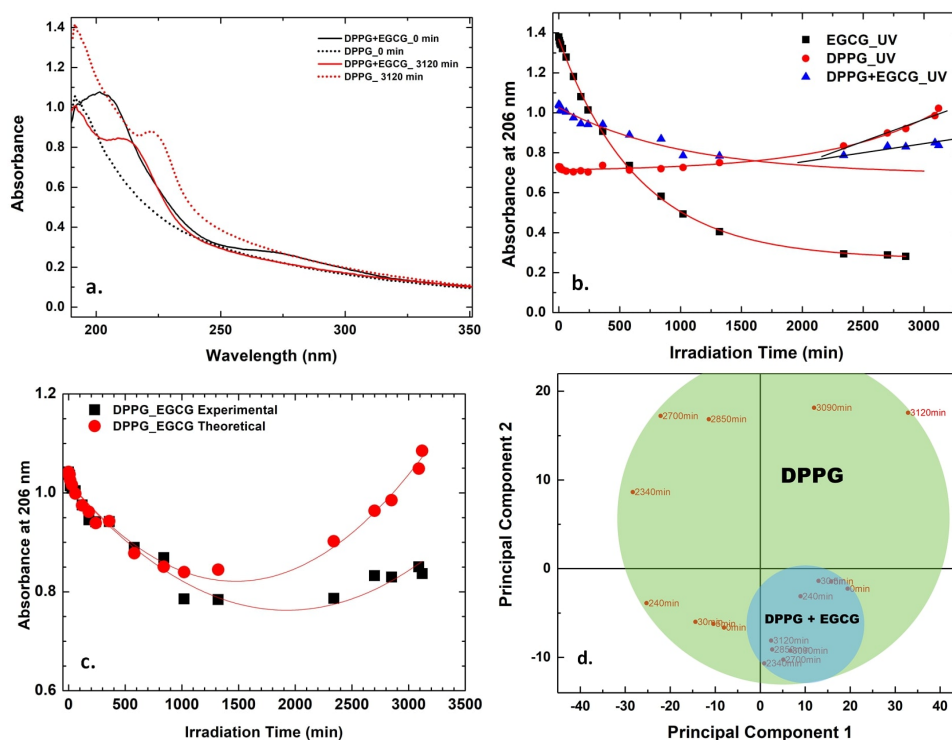 1.4
1.2
1.0
0.8
0.6
0.4
0.2
0.0
Absorbance
DPPG+EGCG_0 min
DPPG_0 min
DPPG+EGCG_ 3120 min
DPPG_ 3120 min
a.
200
250
300
350
Wavelength (nm)
1.4
1.2
1.0
0.8
0.6
0.4
0.2
0.0
Absorbance at 206 nm
EGCG_UV
DPPG_UV
DPPG+EGCG_UV
b.
0
500
1000
1500
2000
2500
3000
Irradiation Time (min)
1.2
1.0
0.8
0.6
Absorbance at 206 nm
DPPG_EGCG Experimental
DPPG_EGCG Theoretical
c.
0
500
1000
1500
2000
2500
3000
3500
Irradiation Time (min)
20
10
0
-10
Principal Component 2
2700min
2850min
3090min
3120min
DPPG
2340min
30min
0min
240min
240min
DPPG + EGCG
30min
0min
3120min
2850min
3090min
2700min
2340min
d.
-40
-30
-20
-10
0
10
20
30
40
Principal Component 1